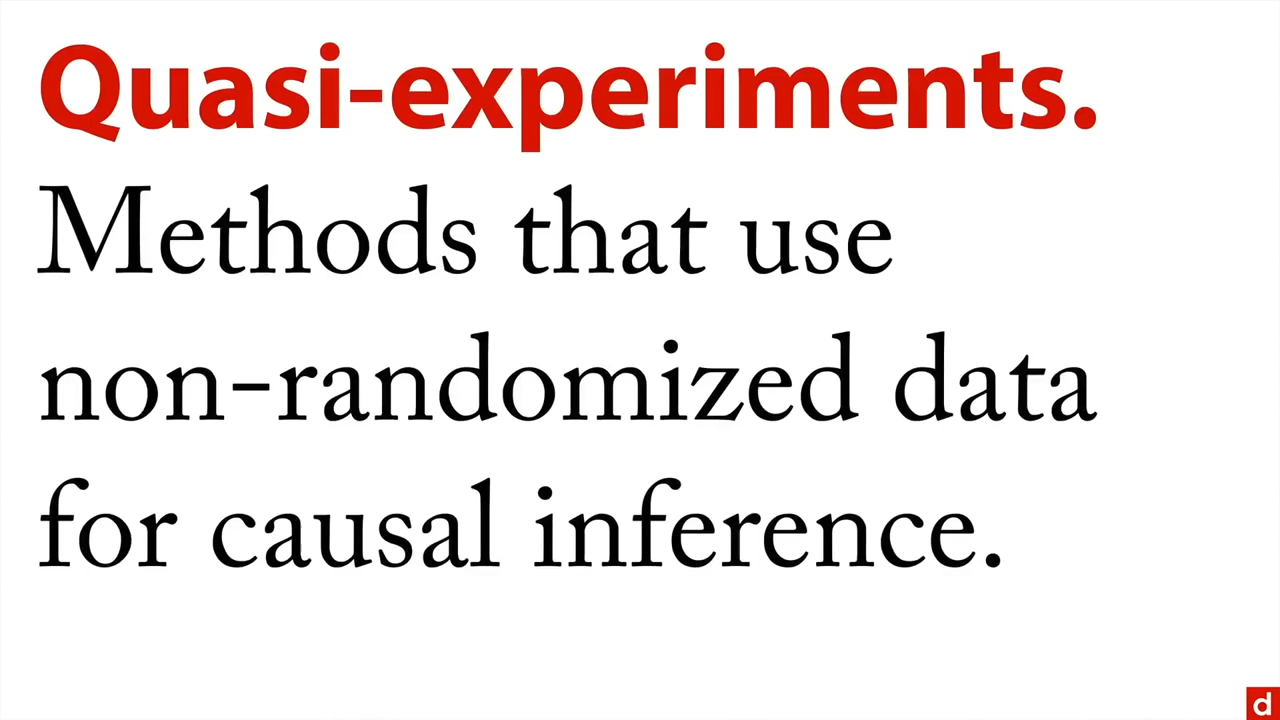 Quasi-experiments.
Methods that use
non-randomized data
for causal inference.
d